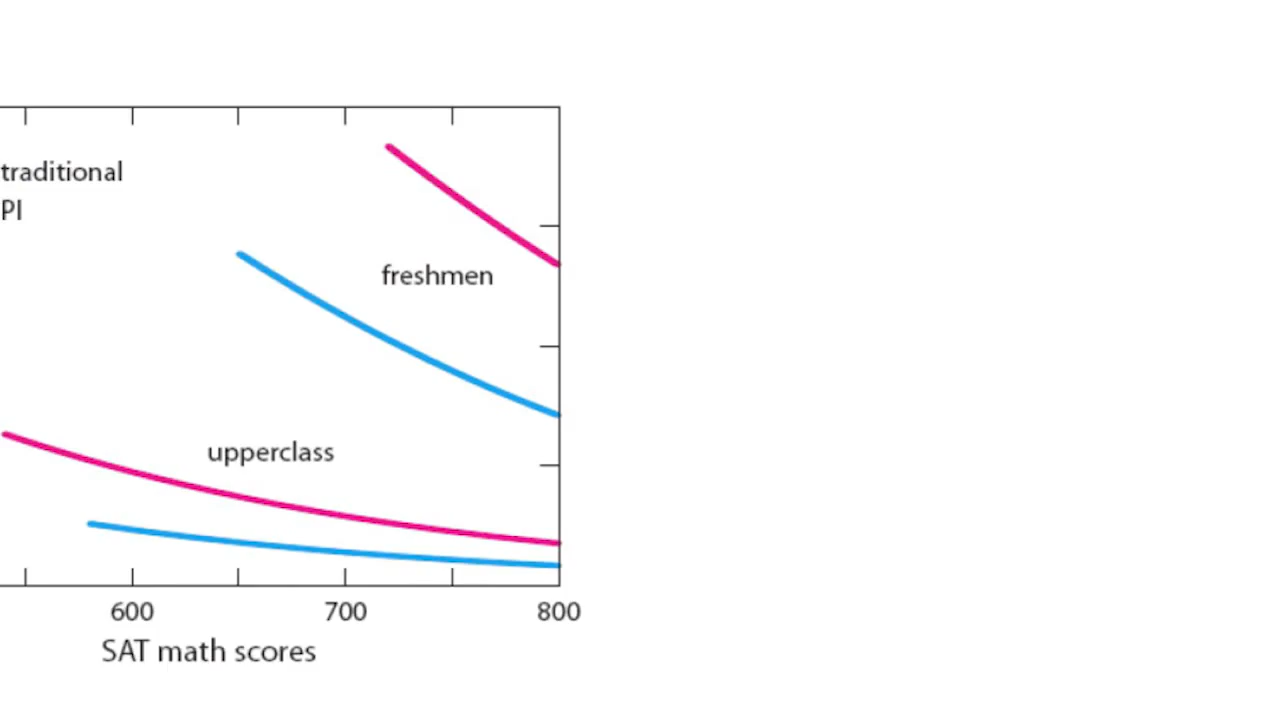 traditional
PI
freshmen
upperclass
600 700 800
SAT math scores